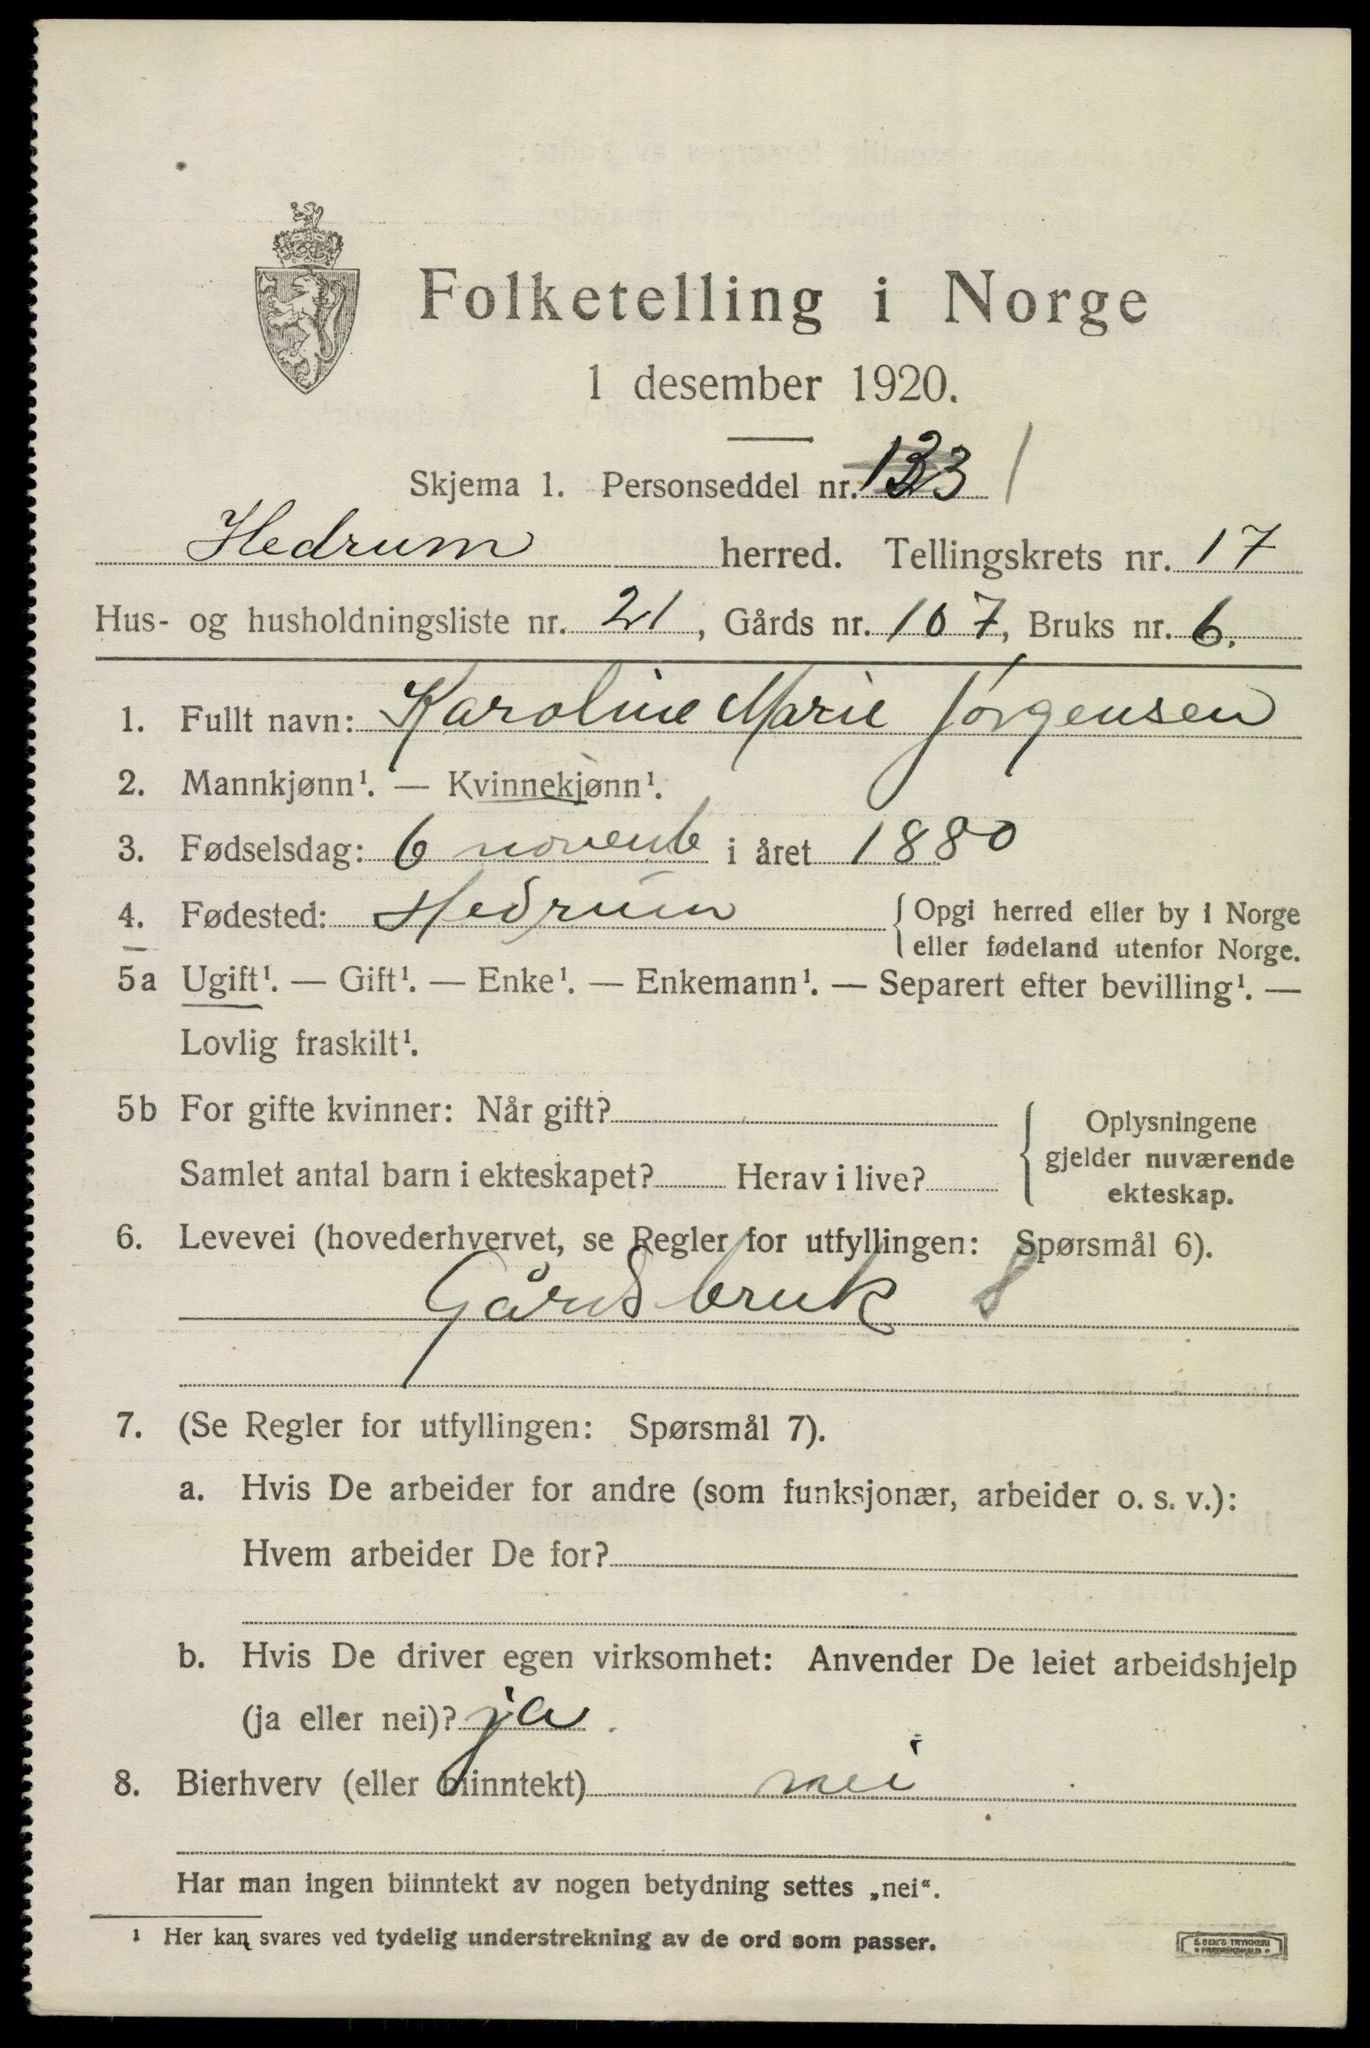 Folketelling i Norge
1 desember 1920.
Skjema 1. Personseddel nr. 1
Hedrum herred. Tellingskrets nr. 17
Hus- og husholdningsliste nr. 21, Gårds nr. 107, Bruks nr. 6.
1. Fullt navn: Karoline Marie Jørgensen
2. Mannkjønn¹. — Kvinnekjønn¹.
3. Fødselsdag: 6 novemb i året 1880
4. Fødested: Hedrum {Opgi herred eller by i Norge
eller fødeland utenfor Norge.
5a Ugift¹. — Gift¹. — Enke¹. — Enkemann¹. — Separert efter bevilling¹. —
Lovlig fraskilt¹.
5b For gifte kvinner: Når gift?
Samlet antal barn i ekteskapet? Herav i live?
{Oplysningene
gjelder nuværende
ekteskap.
6. Levevei (hovederhvervet, se Regler for utfyllingen: Spørsmål 6).
Gårdsbruk
7. (Se Regler for utfyllingen: Spørsmål 7).
a. Hvis De arbeider for andre (som funksjonær, arbeider o. s. v.):
Hvem arbeider De for?
b. Hvis De driver egen virksomhet: Anvender De leiet arbeidshjelp
(ja eller nei)? ja
8. Bierhverv (eller biinntekt) nei
Har man ingen biinntekt av nogen betydning settes „nei“.
¹ Her kan svares ved tydelig understrekning av de ord som passer.